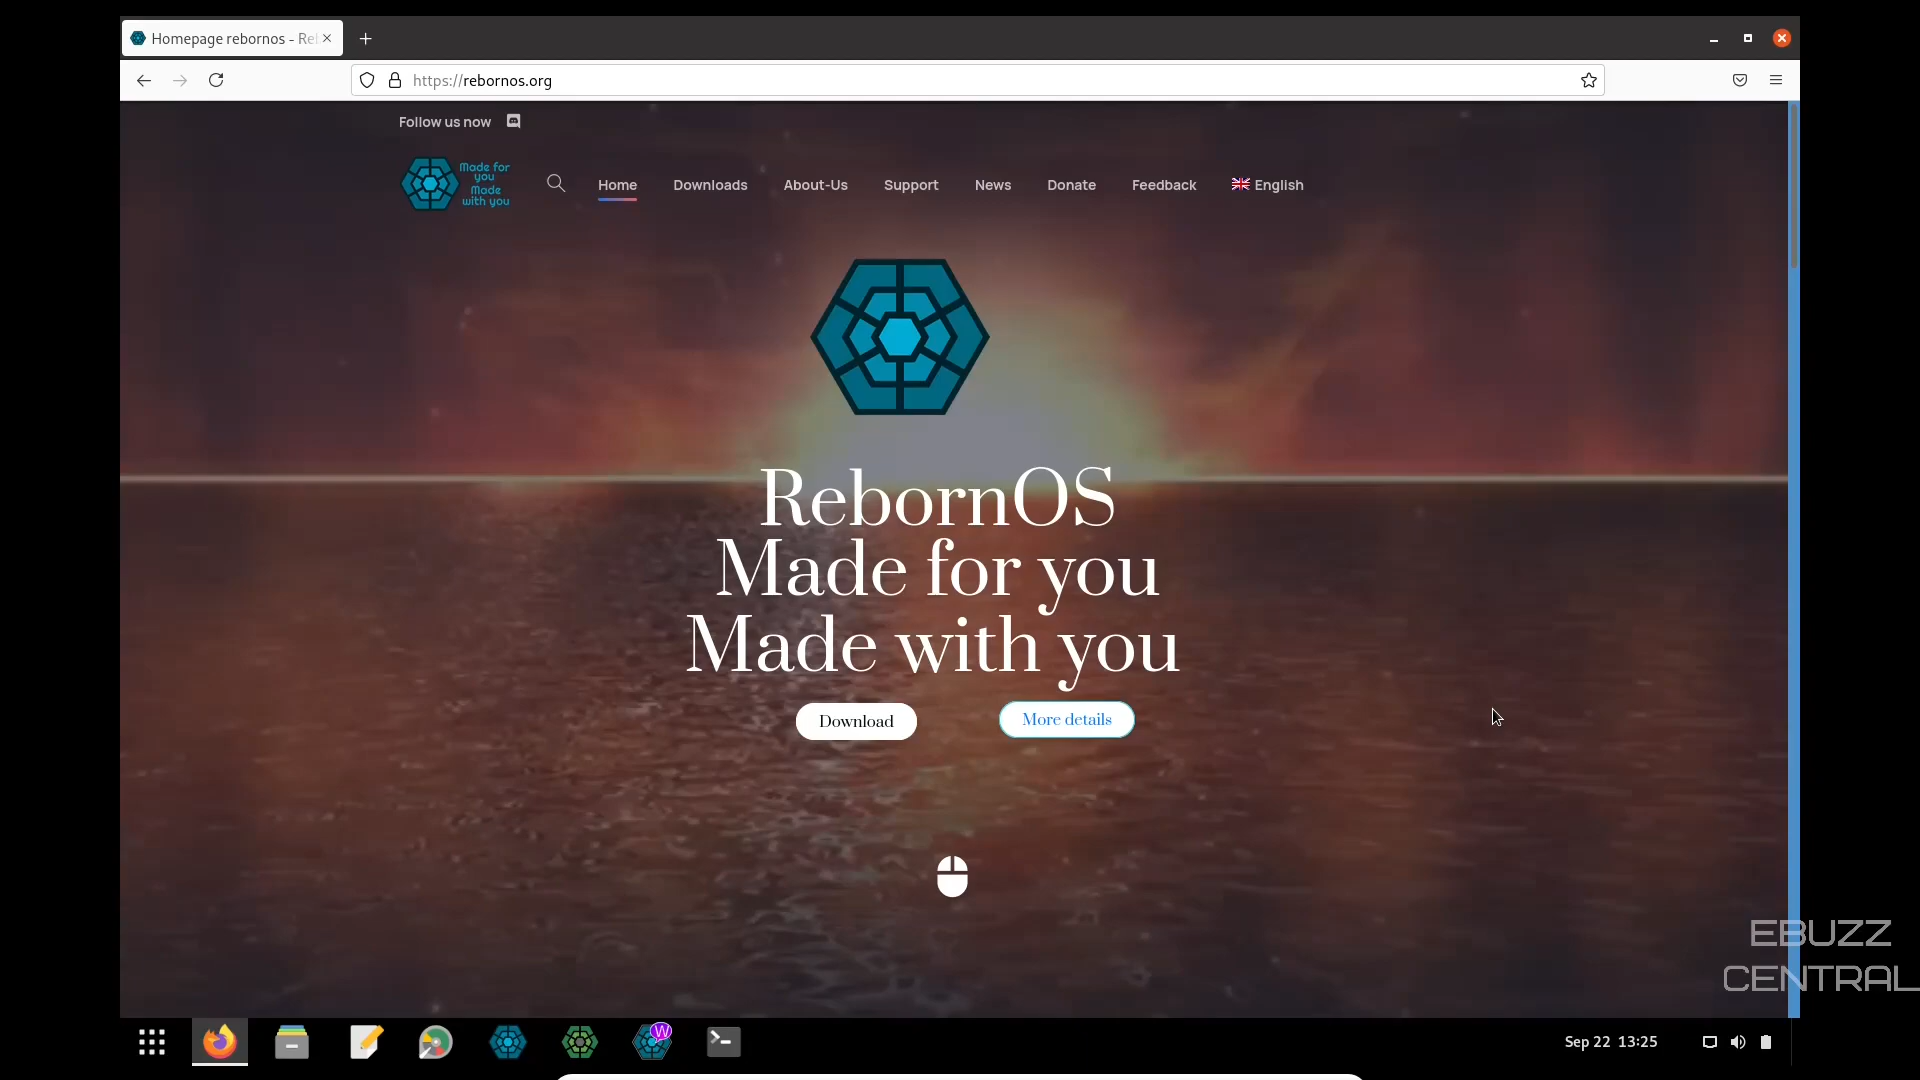 Homepage rebornos - Re
https://rebornos.org
Follow us now
Made for
you
Made
with you
Home
Downloads
About-Us
Support
News
Donate
Feedback
English
RebornOS
Made for you
Made with you
Download
More details
EBUZZ
CENTRAL
W
Sep 22 13:25